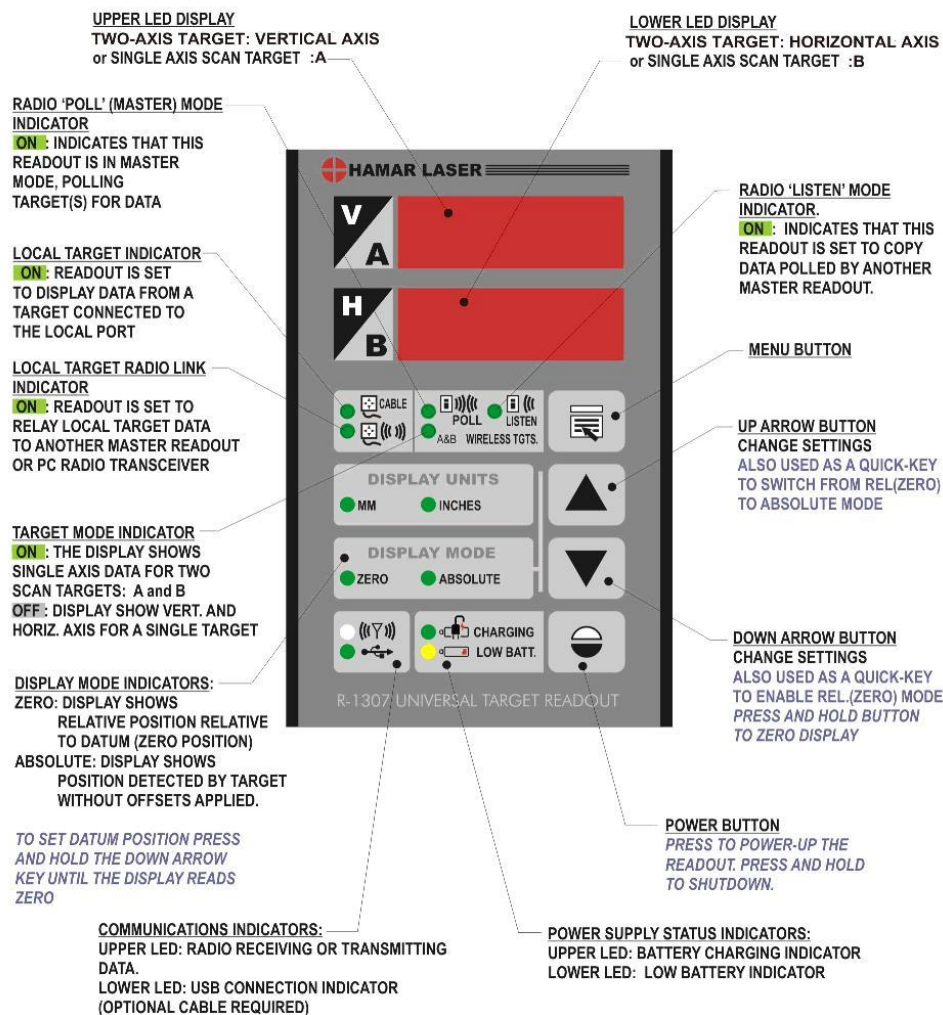 UPPER LED DISPLAY
TWO-AXIS TARGET: VERTICAL AXIS
or SINGLE AXIS SCAN TARGET :A
LOWER LED DISPLAY
TWO-AXIS TARGET: HORIZONTAL AXIS
or SINGLE AXIS SCAN TARGET :B
RADIO 'POLL' (MASTER) MODE
INDICATOR
ON : INDICATES THAT THIS
READOUT IS IN MASTER
MODE, POLLING
TARGET(S) FOR DATA
LOCAL TARGET INDICATOR
ON : READOUT IS SET
TO DISPLAY DATA FROM A
TARGET CONNECTED TO
THE LOCAL PORT
LOCAL TARGET RADIO LINK
INDICATOR
ON : READOUT IS SET TO
RELAY LOCAL TARGET DATA
TO ANOTHER MASTER READOUT
OR PC RADIO TRANSCEIVER
TARGET MODE INDICATOR
ON : THE DISPLAY SHOWS
SINGLE AXIS DATA FOR TWO
SCAN TARGETS: A and B
OFF : DISPLAY SHOW VERT. AND
HORIZ. AXIS FOR A SINGLE TARGET
DISPLAY MODE INDICATORS:
ZERO: DISPLAY SHOWS
RELATIVE POSITION RELATIVE
TO DATUM (ZERO POSITION)
ABSOLUTE: DISPLAY SHOWS
POSITION DETECTED BY TARGET
WITHOUT OFFSETS APPLIED.
TO SET DATUM POSITION PRESS
AND HOLD THE DOWN ARROW
KEY UNTIL THE DISPLAY READS
ZERO
HAMAR LASER
V
A
H
B
CABLE
POLL
LISTEN
A&B WIRELESS TGTS.
DISPLAY UNITS
MM INCHES
DISPLAY MODE
ZERO ABSOLUTE
CHARGING
LOW BATT.
R-1307 UNIVERSAL TARGET READOUT
RADIO 'LISTEN' MODE
INDICATOR.
ON : INDICATES THAT THIS
READOUT IS SET TO COPY
DATA POLLED BY ANOTHER
MASTER READOUT.
MENU BUTTON
UP ARROW BUTTON
CHANGE SETTINGS
ALSO USED AS A QUICK-KEY
TO SWITCH FROM REL(ZERO)
TO ABSOLUTE MODE
DOWN ARROW BUTTON
CHANGE SETTINGS
ALSO USED AS A QUICK-KEY
TO ENABLE REL.(ZERO) MODE
PRESS AND HOLD BUTTON
TO ZERO DISPLAY
POWER BUTTON
PRESS TO POWER-UP THE
READOUT. PRESS AND HOLD
TO SHUTDOWN.
COMMUNICATIONS INDICATORS:
UPPER LED: RADIO RECEIVING OR TRANSMITTING
DATA.
LOWER LED: USB CONNECTION INDICATOR
(OPTIONAL CABLE REQUIRED)
POWER SUPPLY STATUS INDICATORS:
UPPER LED: BATTERY CHARGING INDICATOR
LOWER LED: LOW BATTERY INDICATOR